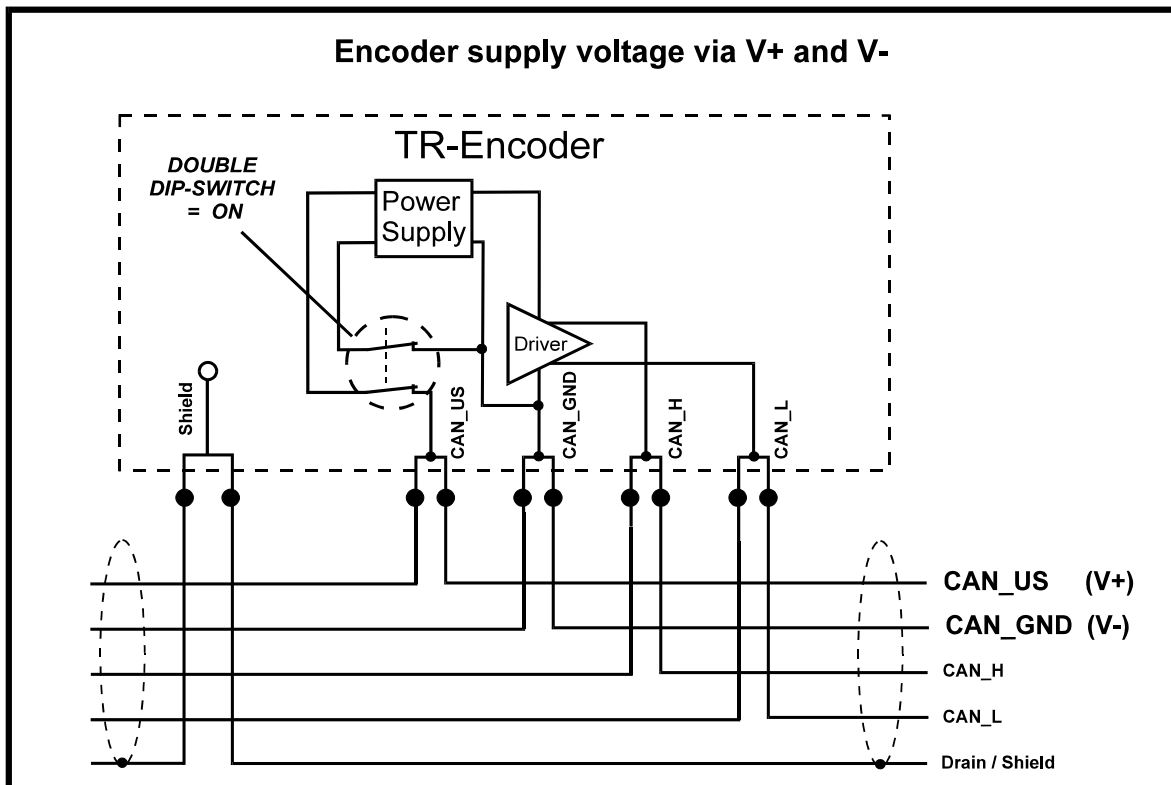 Encoder supply voltage via V+ and V-
TR-Encoder
DOUBLE
DIP-SWITCH
= ON
Power
Supply
Driver
Shield
CAN_US
CAN_GND
CAN_H
CAN_L
CAN_US (V+)
CAN_GND (V-)
CAN_H
CAN_L
Drain / Shield